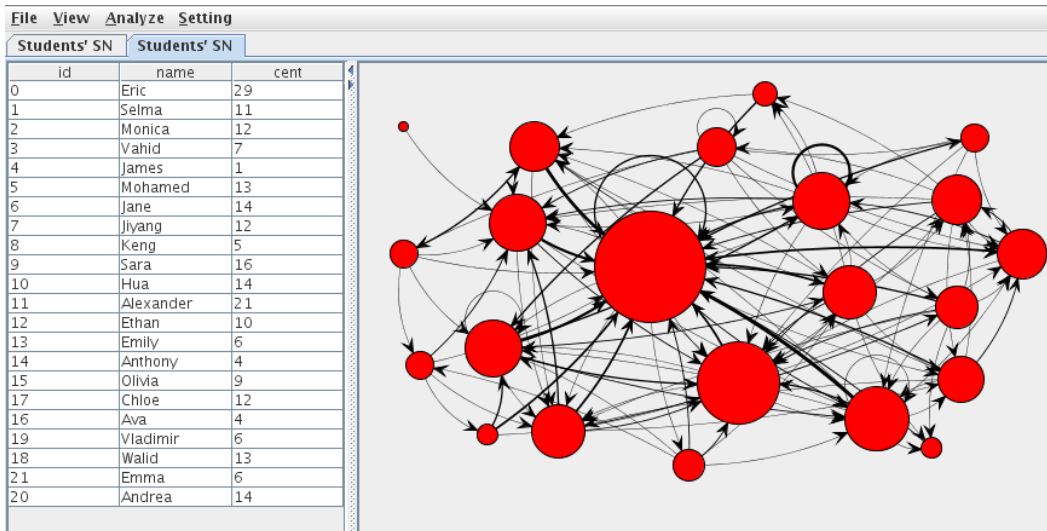 File View Analyze Setting
Students' SN Students' SN
id name cent
0 Eric 29
1 Selma 11
2 Monica 12
3 Vahid 7
4 James 1
5 Mohamed 13
6 Jane 14
7 Jiyang 12
8 Keng 5
9 Sara 16
10 Hua 14
11 Alexander 21
12 Ethan 10
13 Emily 6
14 Anthony 4
15 Olivia 9
17 Chloe 12
16 Ava 4
19 Vladimir 6
18 Walid 13
21 Emma 6
20 Andrea 14